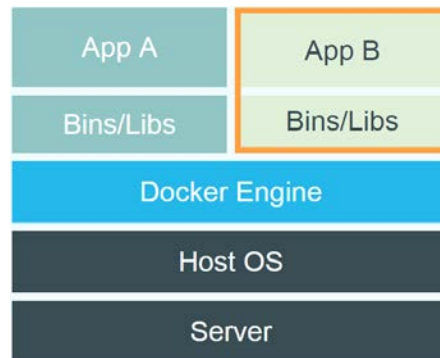 App A
App B
Bins/Libs
Bins/Libs
Docker Engine
Host OS
Server